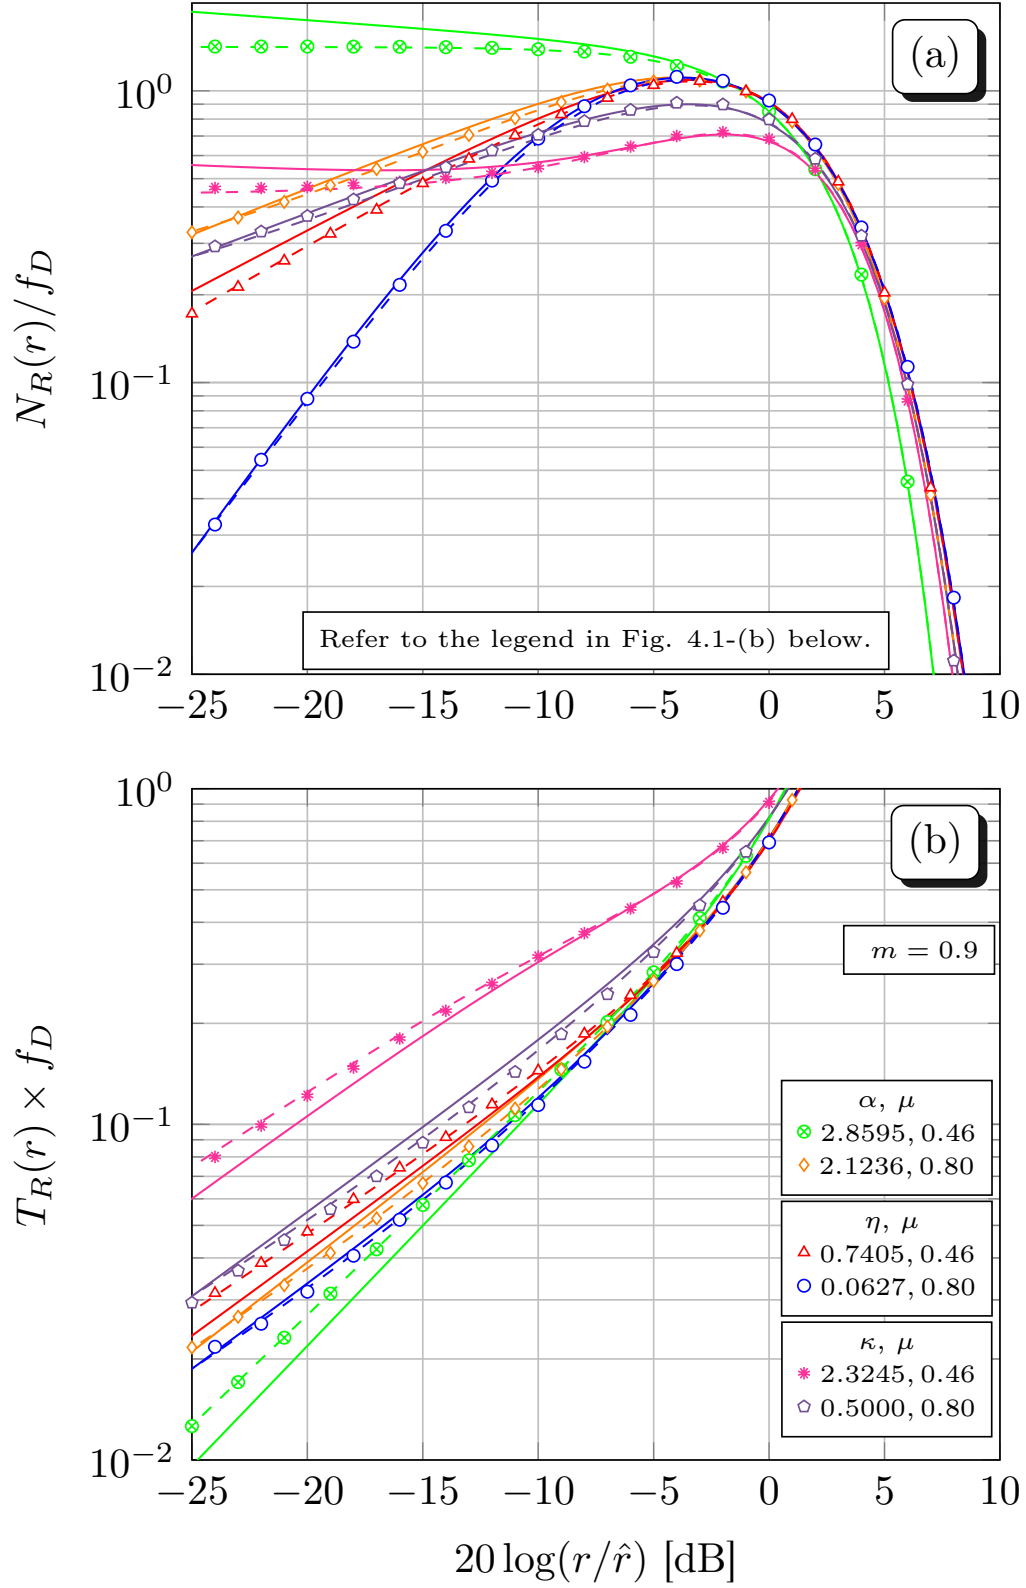 (a)
10^0
10^−1
10^−2
N_R(r)/f_D
Refer to the legend in Fig. 4.1-(b) below.
−25 −20 −15 −10 −5 0 5 10
(b)
10^0
10^−1
10^−2
T_R(r) × f_D
m = 0.9
α, μ
2.8595, 0.46
2.1236, 0.80
η, μ
0.7405, 0.46
0.0627, 0.80
κ, μ
2.3245, 0.46
0.5000, 0.80
−25 −20 −15 −10 −5 0 5 10
20 log(r/r̂) [dB]